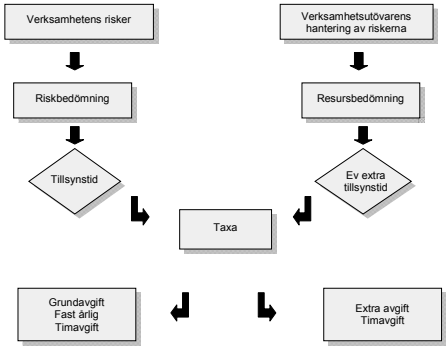 Verksamhetens risker
Verksamhetsutövarens
hantering av riskerna
Riskbedömning
Resursbedömning
Tillsynstid
Ev extra
tillsynstid
Taxa
Grundavgift
Fast årlig
Timavgift
Extra avgift
Timavgift